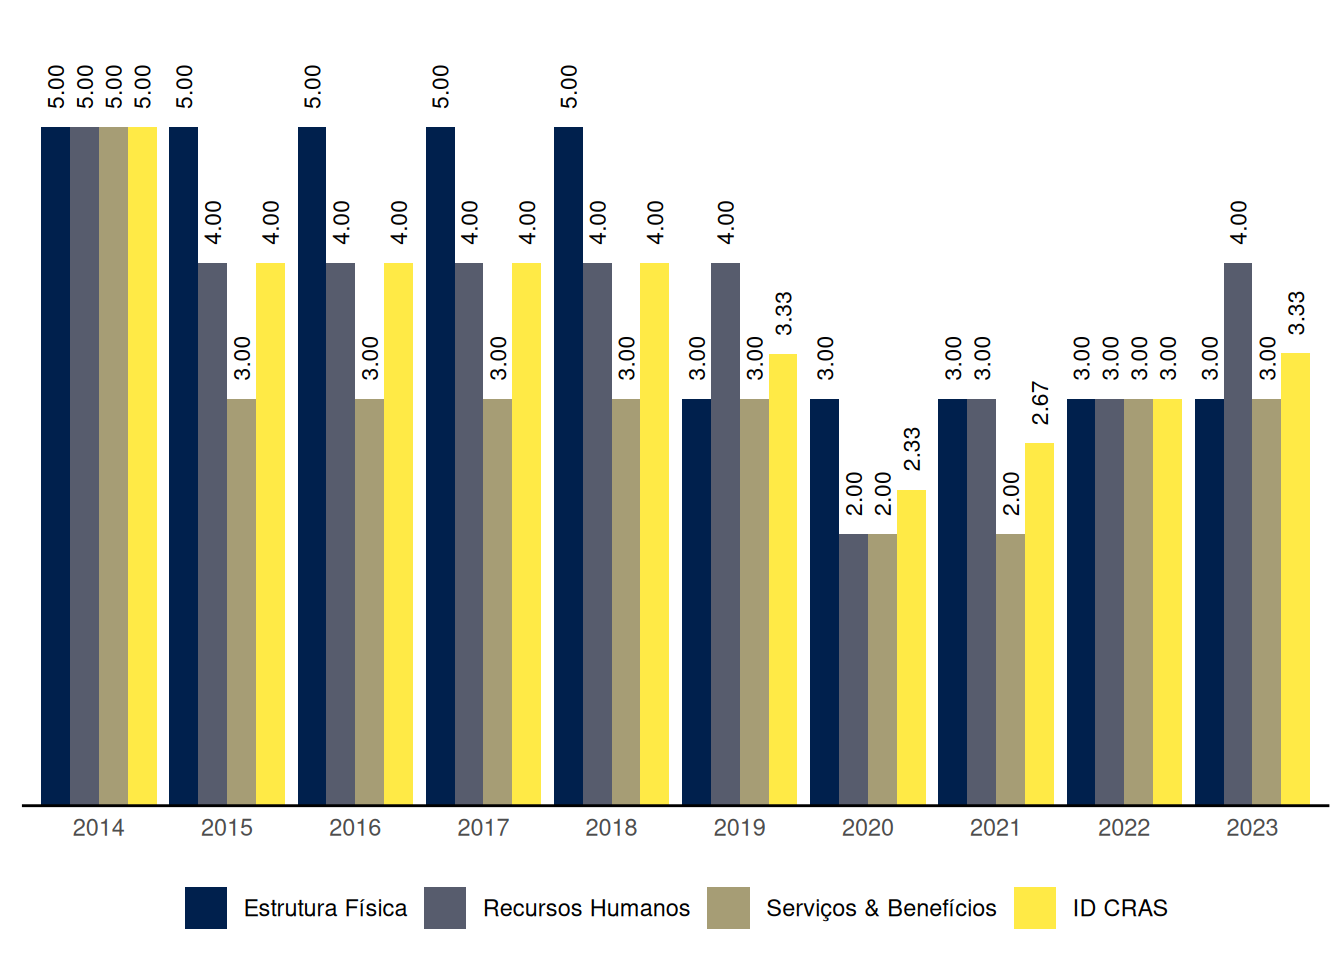 5.00 5.00 5.00 5.00 5.00 5.00 5.00 5.00
4.00 4.00 4.00 4.00 4.00 4.00 4.00 4.00 4.00 4.00
3.33 3.33
3.00 3.00 3.00 3.00 3.00 3.00 3.00 3.00 3.00 3.00 3.00 3.00 3.00 3.00 3.00
2.67
2.33
2.00 2.00 2.00
2014 2015 2016 2017 2018 2019 2020 2021 2022 2023
Estrutura Física Recursos Humanos Serviços & Benefícios ID CRAS